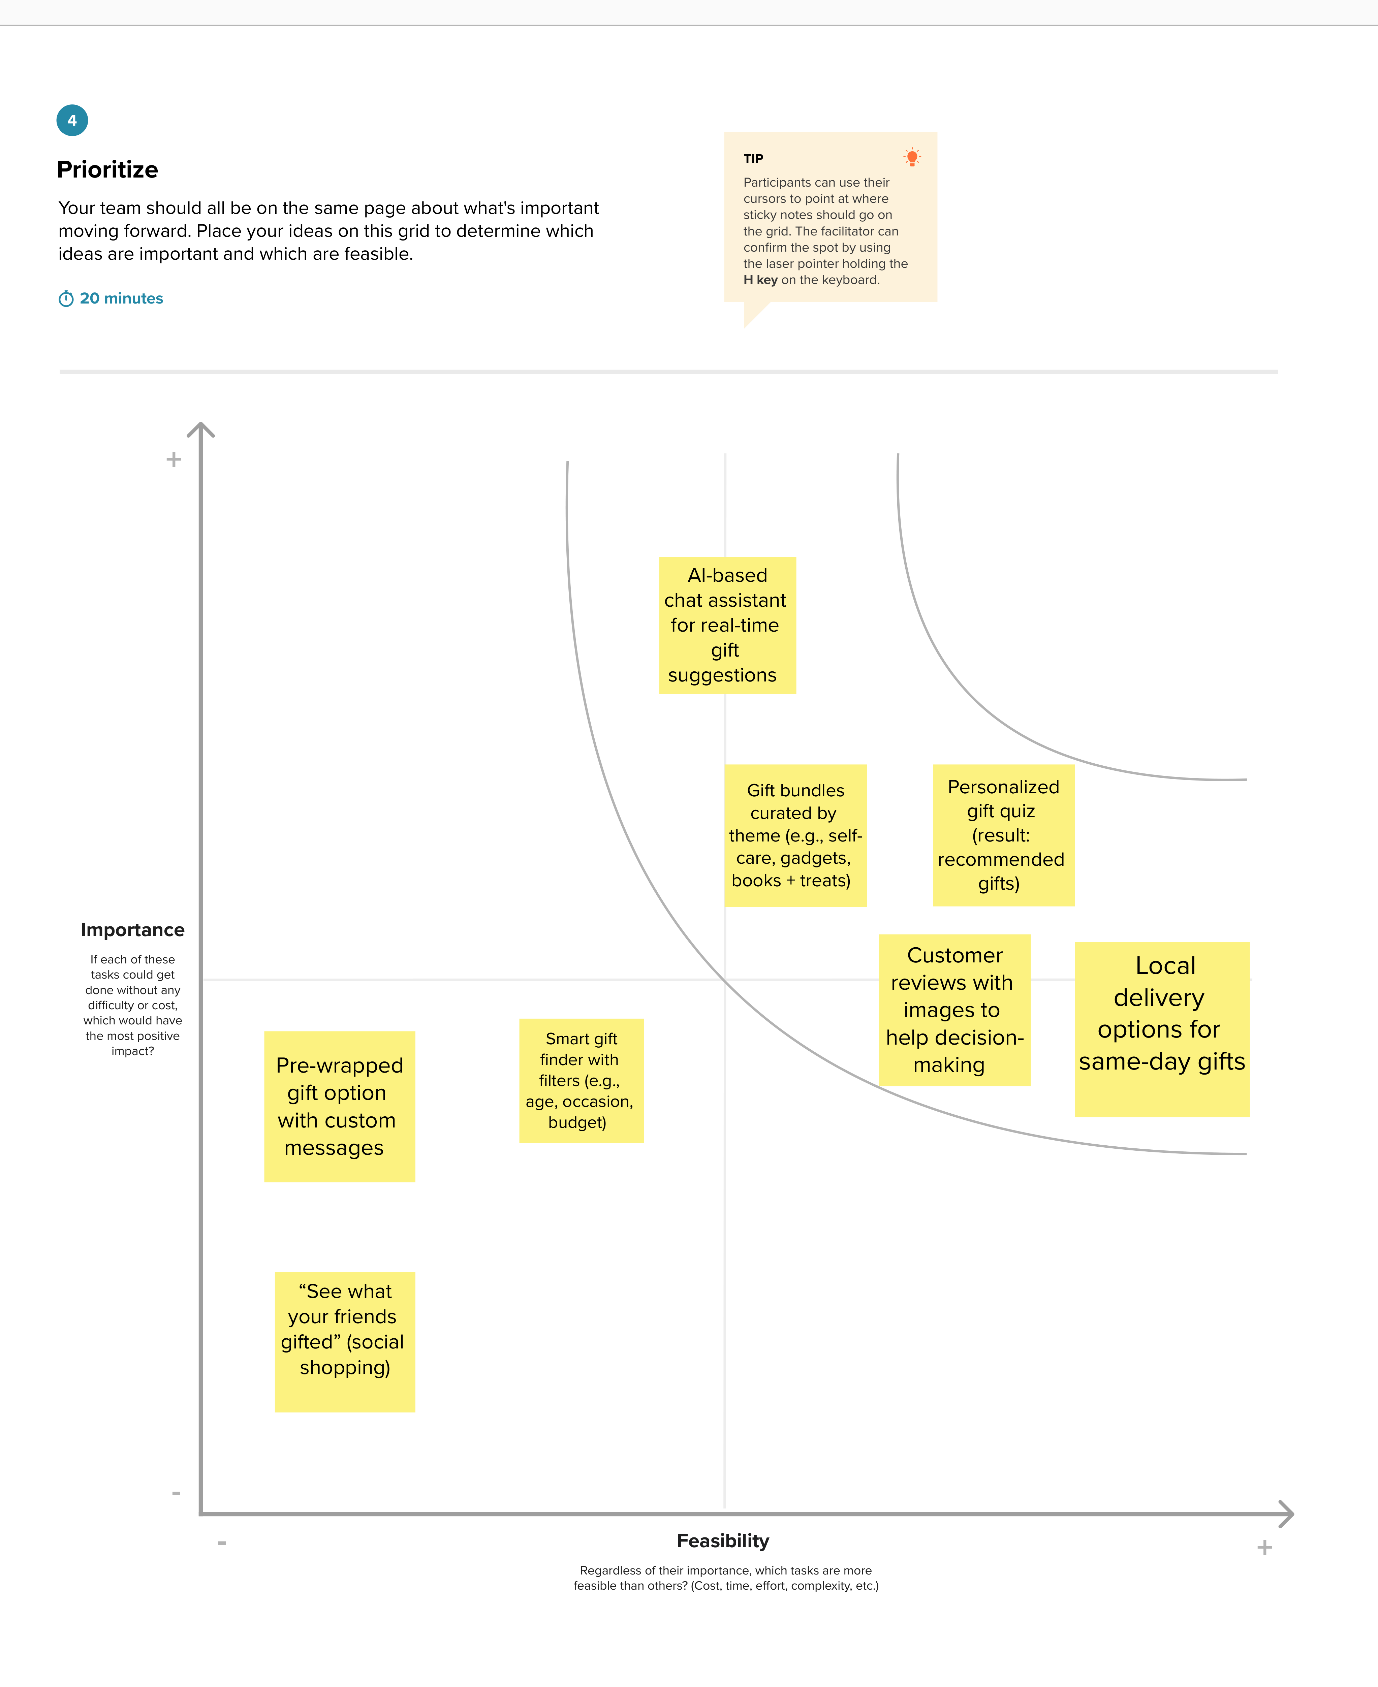 4
Prioritize
Your team should all be on the same page about what's important
moving forward. Place your ideas on this grid to determine which
ideas are important and which are feasible.
20 minutes
TIP
Participants can use their
cursors to point at where
sticky notes should go on
the grid. The facilitator can
confirm the spot by using
the laser pointer holding the
H key on the keyboard.
+
AI-based
chat assistant
for real-time
gift
suggestions
Gift bundles
curated by
theme (e.g., self-
care, gadgets,
books + treats)
Personalized
gift quiz
(result:
recommended
gifts)
Importance
If each of these
tasks could get
done without any
difficulty or cost,
which would have
the most positive
impact?
Customer
reviews with
images to
help decision-
making
Local
delivery
options for
same-day gifts
Pre-wrapped
gift option
with custom
messages
Smart gift
finder with
filters (e.g.,
age, occasion,
budget)
“See what
your friends
gifted” (social
shopping)
-
-
Feasibility
+
Regardless of their importance, which tasks are more
feasible than others? (Cost, time, effort, complexity, etc.)